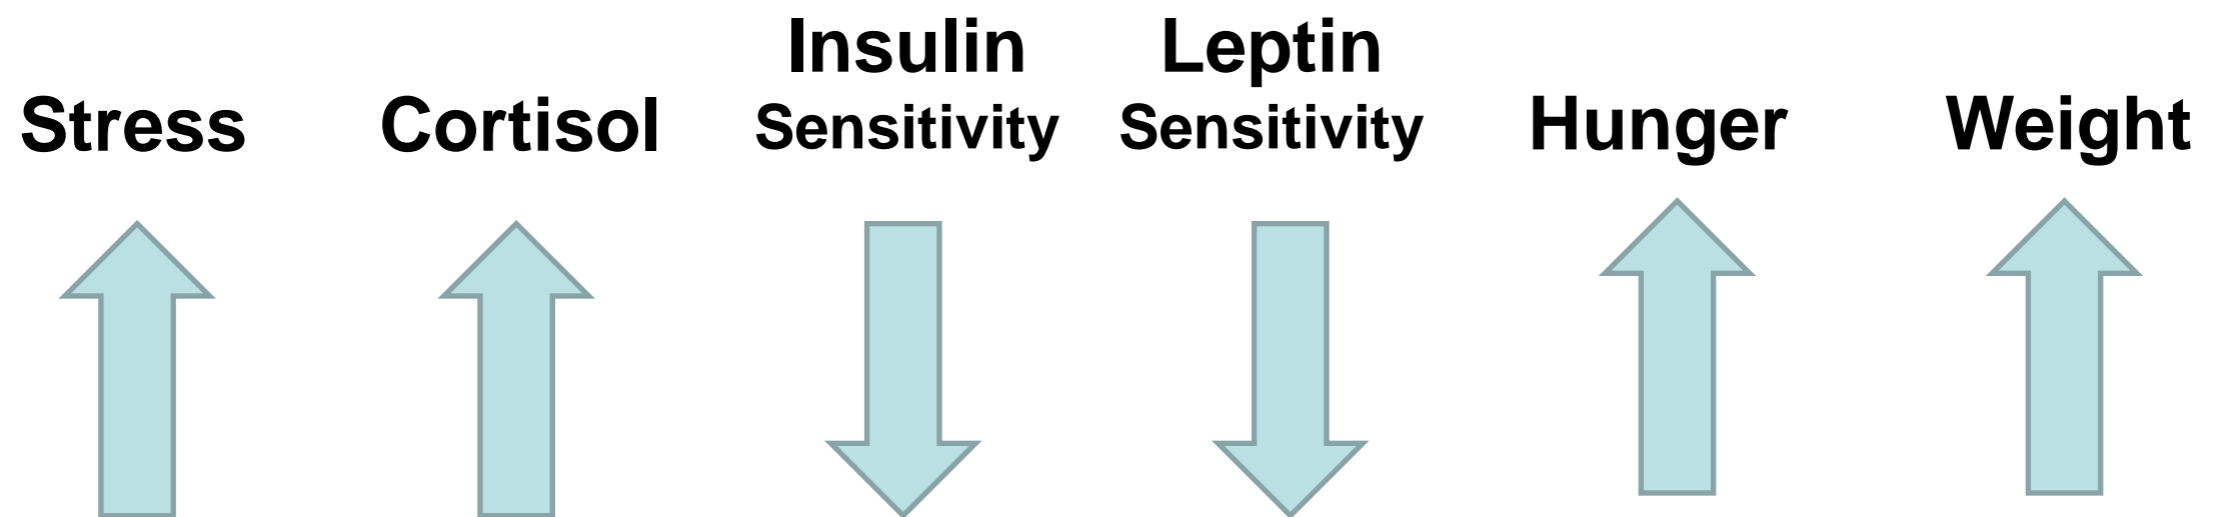 Stress
Cortisol
Insulin
Sensitivity
Leptin
Sensitivity
Hunger
Weight